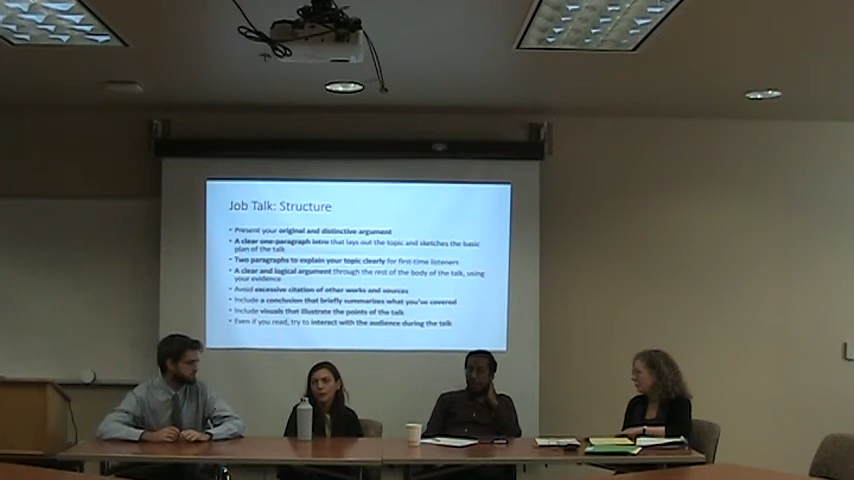 Job Talk: Structure
• Present your original and distinctive argument
• A clear one-paragraph intro that lays out the topic and sketches the basic
plan of the talk
• Two paragraphs to explain your topic clearly for first-time listeners
• A clear and logical argument through the rest of the body of the talk, using
your evidence
• Avoid excessive citation of other works and sources
• Include a conclusion that briefly summarizes what you've covered
• Include visuals that illustrate the points of the talk
• Even if you read, try to interact with the audience during the talk